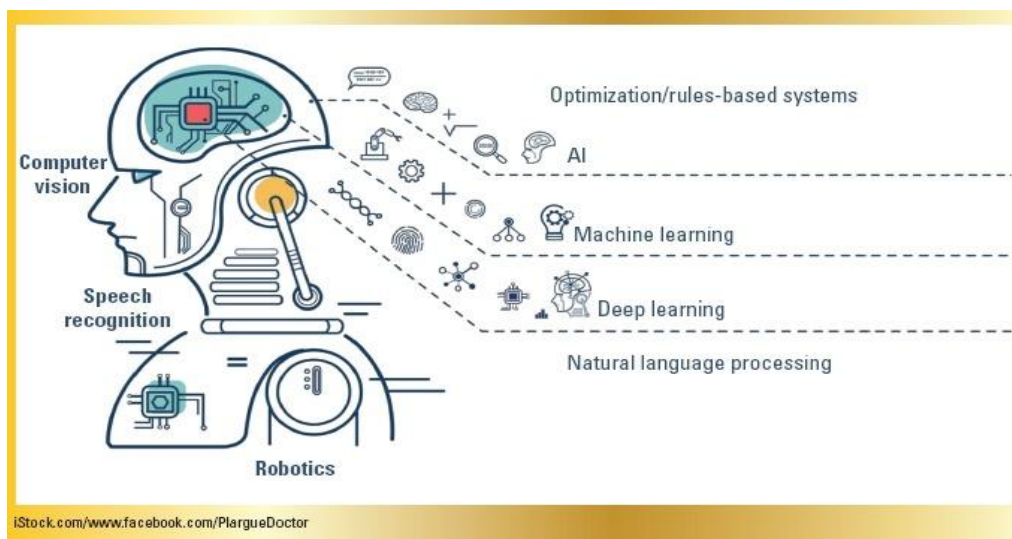 Optimization/rules-based systems
AI
Computer
vision
Machine learning
Speech
recognition
Deep learning
Natural language processing
Robotics
iStock.com/www.facebook.com/PlargueDoctor